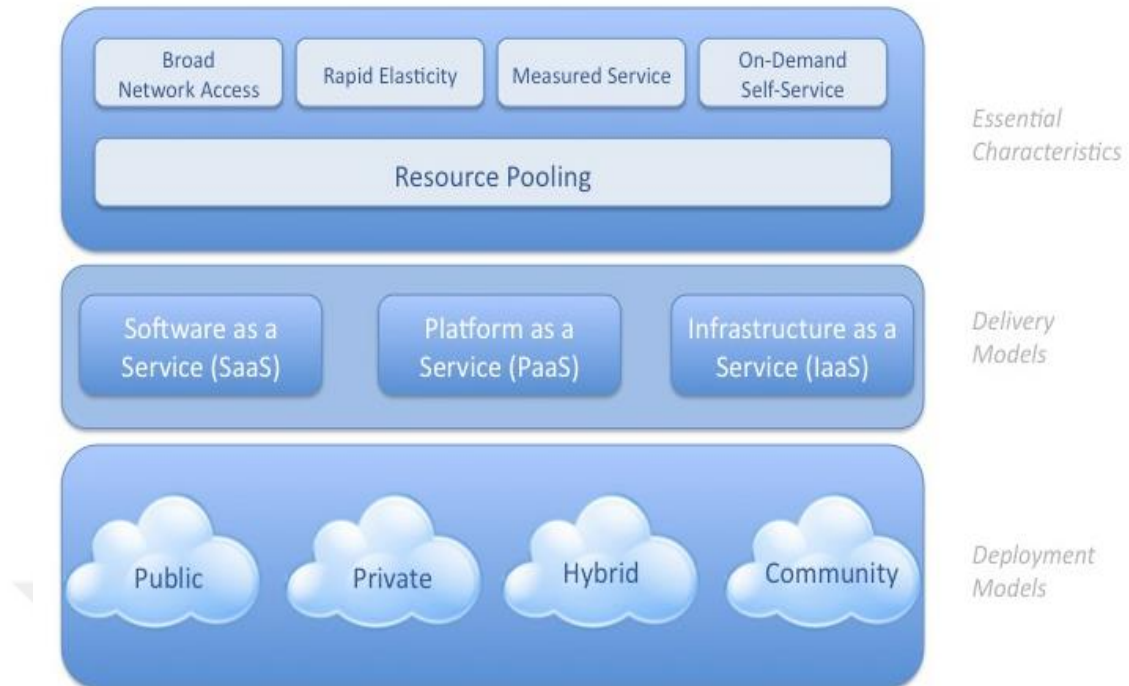 Broad
Network Access
Rapid Elasticity
Measured Service
On-Demand
Self-Service
Resource Pooling
Essential
Characteristics
Software as a
Service (SaaS)
Platform as a
Service (PaaS)
Infrastructure as a
Service (IaaS)
Delivery
Models
Public
Private
Hybrid
Community
Deployment
Models